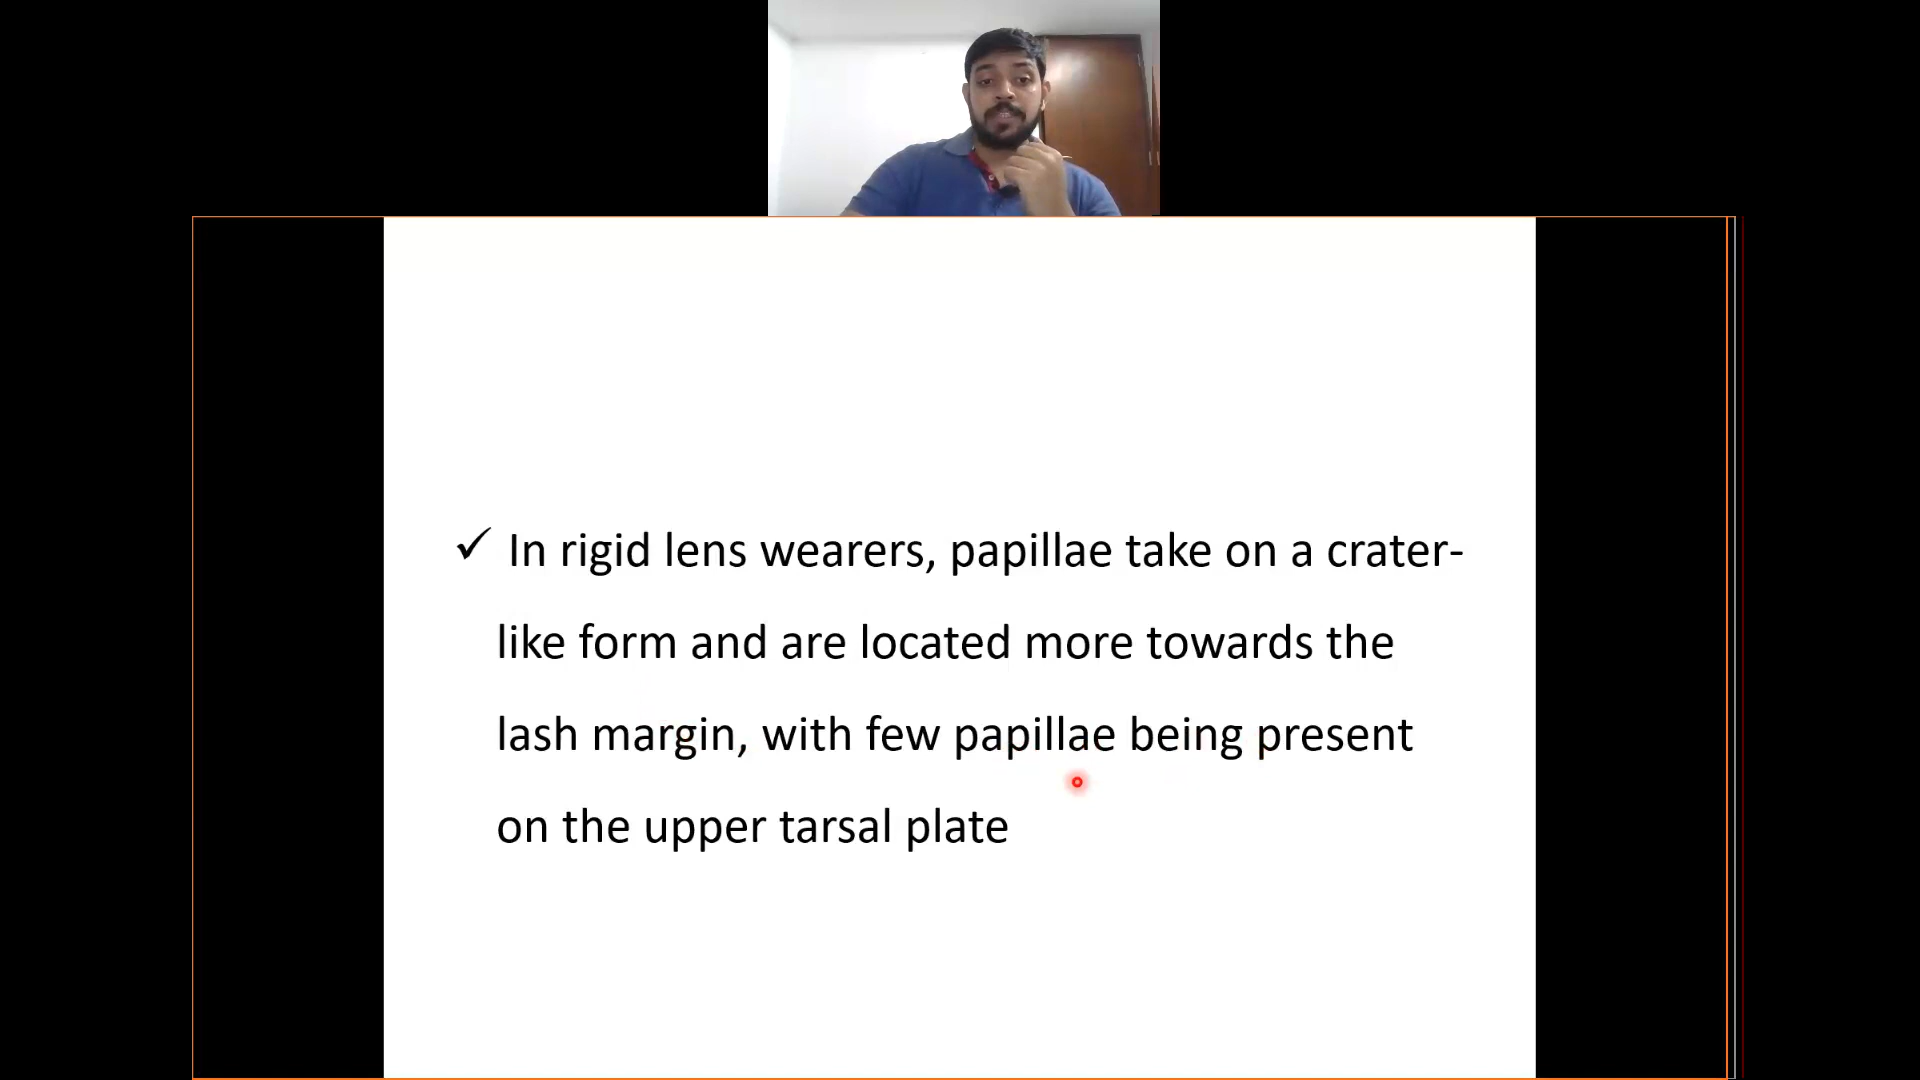 ✓ In rigid lens wearers, papillae take on a crater-
like form and are located more towards the
lash margin, with few papillae being present
on the upper tarsal plate